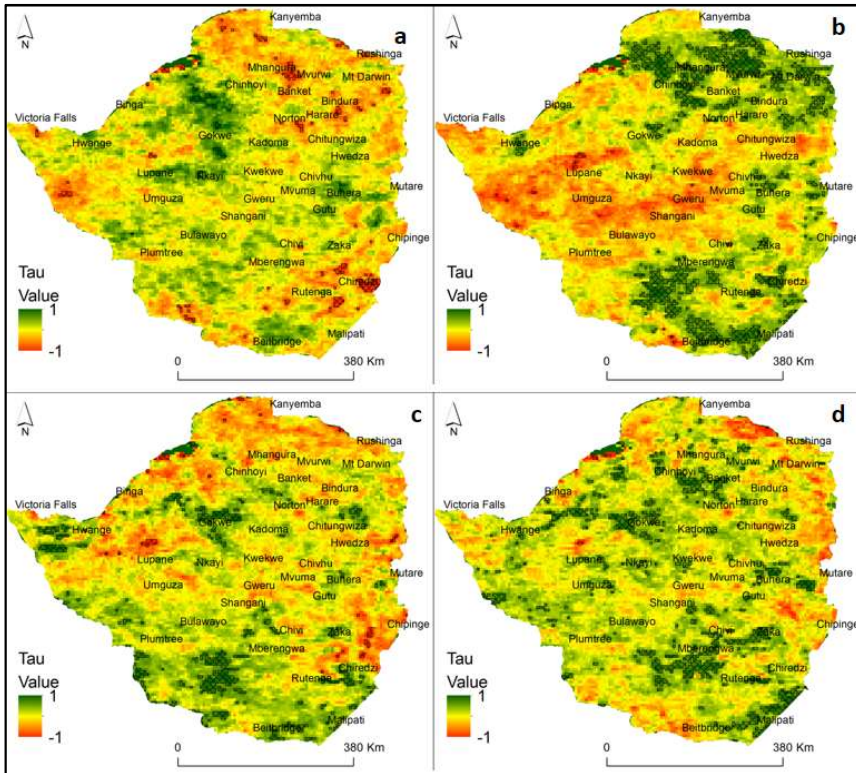 a
N
Kanyemba
Rushinga
Mhangura Mvurwi Mt Darwin
Chinhoyi Banket
Binga Bindura
Victoria Falls Norton Harare
Hwange Gokwe Kadoma Chitungwiza
Hwedza
Lupane Nkayi Kwekwe Chivhu
Umguza Gweru Mvuma Buhera Mutare
Shangani Gutu
Bulawayo Chipinge
Plumtree Chivi Zaka
Mberengwa
Rutenga Chiredzi
Beitbridge Malipati
Tau
Value
1
-1
0 380 Km
b
N
Kanyemba
Rushinga
Mhangura Mvurwi Mt Darwin
Chinhoyi Banket
Binga Bindura
Victoria Falls Norton Harare
Hwange Gokwe Kadoma Chitungwiza
Hwedza
Lupane Nkayi Kwekwe Chivhu
Umguza Gweru Mvuma Buhera Mutare
Shangani Gutu
Bulawayo Chipinge
Plumtree Chivi Zaka
Mberengwa
Rutenga Chiredzi
Beitbridge Malipati
Tau
Value
1
-1
0 380 Km
c
N
Kanyemba
Rushinga
Mhangura Mvurwi Mt Darwin
Chinhoyi Banket
Binga Bindura
Victoria Falls Norton Harare
Hwange Gokwe Kadoma Chitungwiza
Hwedza
Lupane Nkayi Kwekwe Chivhu
Umguza Gweru Mvuma Buhera Mutare
Shangani Gutu
Bulawayo Chipinge
Plumtree Chivi Zaka
Mberengwa
Rutenga Chiredzi
Beitbridge Malipati
Tau
Value
1
-1
0 380 Km
d
N
Kanyemba
Rushinga
Mhangura Mvurwi Mt Darwin
Chinhoyi Banket
Binga Bindura
Victoria Falls Norton Harare
Hwange Gokwe Kadoma Chitungwiza
Hwedza
Lupane Nkayi Kwekwe Chivhu
Umguza Gweru Mvuma Buhera Mutare
Shangani Gutu
Bulawayo Chipinge
Plumtree Chivi Zaka
Mberengwa
Rutenga Chiredzi
Beitbridge Malipati
Tau
Value
1
-1
0 380 Km